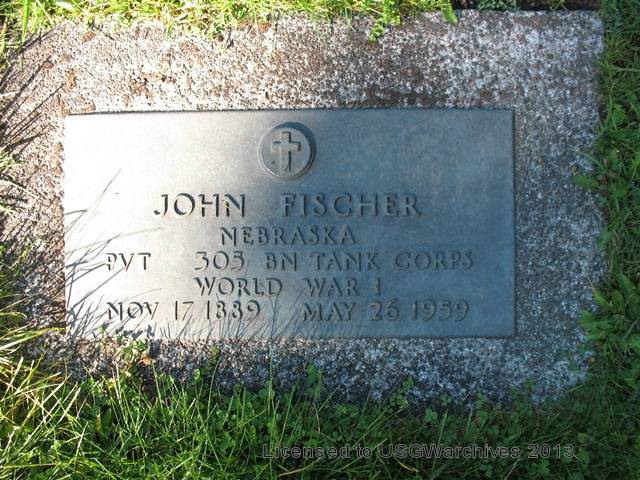 JOHN FISCHER
NEBRASKA
PVT 305 BN TANK CORPS
WORLD WAR I
NOV 17 1889 MAY 26 1959
Licensed to USGWarchives 2013